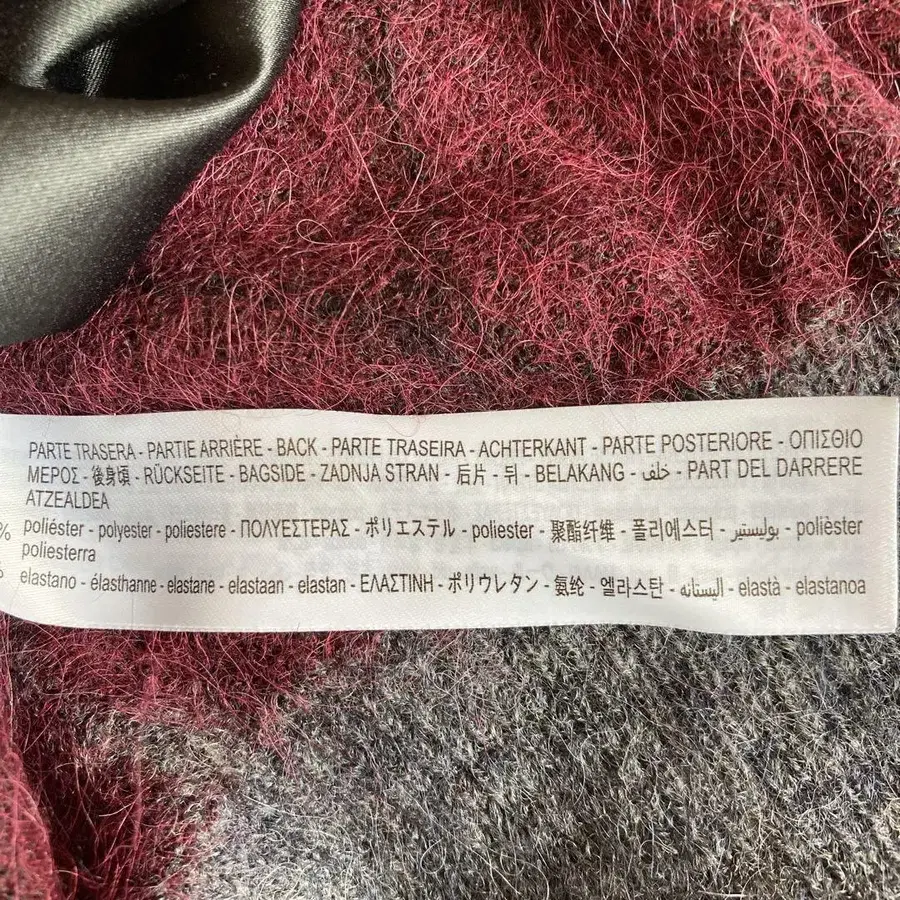 PARTE TRASERA - PARTIE ARRIÈRE - BACK - PARTE TRASEIRA - ACHTERKANT - PARTE POSTERIORE - ΟΠΙΣΘΙΟ
ΜΕΡΟΣ - 後身頃 - RÜCKSEITE - BAGSIDE - ZADNJA STRAN - 后片 - 뒤 - BELAKANG - خلف - PART DEL DARRERE
ATZEALDEA
% poliéster - polyester - poliestere - ΠΟΛΥΕΣΤΕΡΑΣ - ポリエステル - poliester - 聚酯纤维 - 폴리에스터 - بوليستير - polièster
poliesterra
% elastano - élasthanne - elastane - elastaan - elastan - ΕΛΑΣΤΙΝΗ - ポリウレタン - 氨纶 - 엘라스탄 - اليستانه - elastà - elastanoa